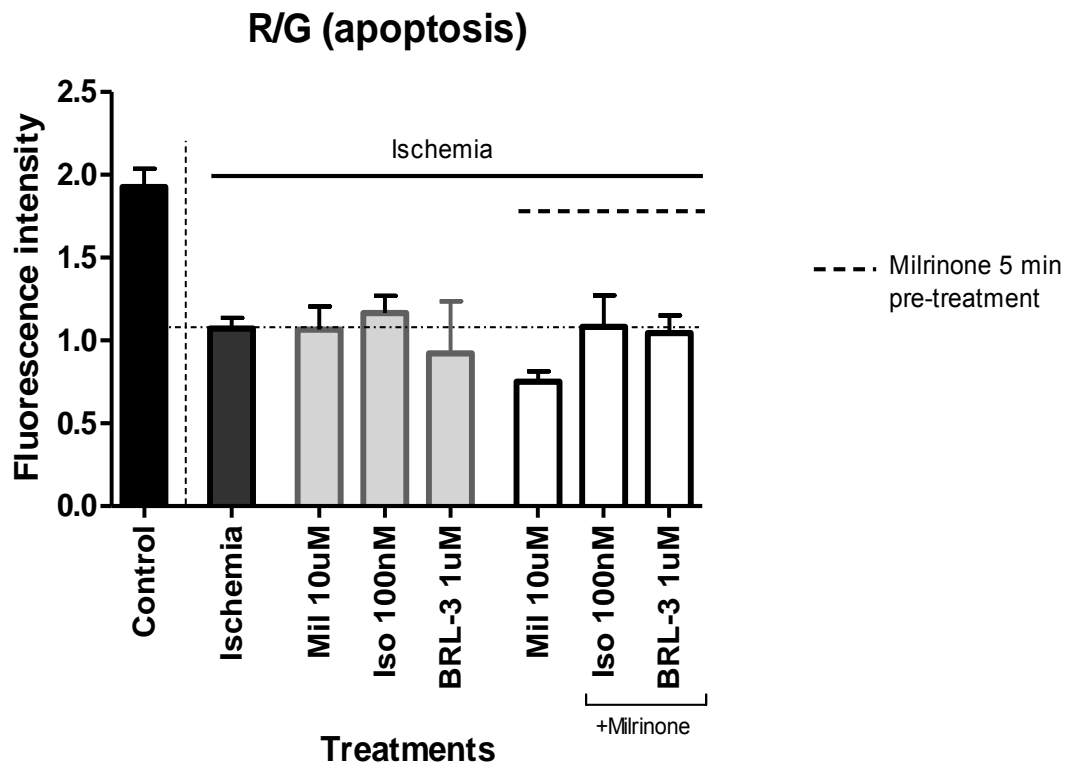 R/G (apoptosis)
Fluorescence intensity
2.5
2.0
1.5
1.0
0.5
0.0
Ischemia
Milrinone 5 min
pre-treatment
Control
Ischemia
Mil 10uM
Iso 100nM
BRL-3 1uM
Mil 10uM
Iso 100nM
BRL-3 1uM
+Milrinone
Treatments